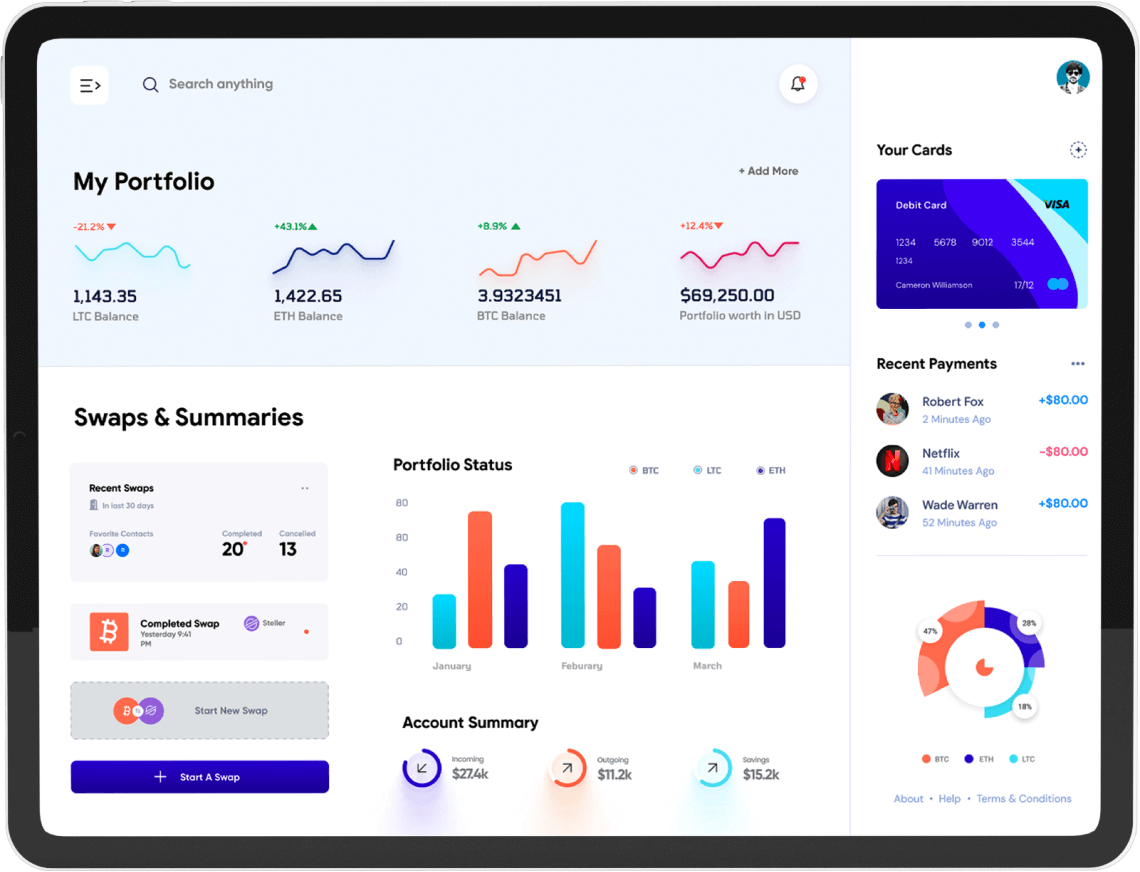 Search anything
My Portfolio
+ Add More
-21.2%
+43.1%
+8.9%
+12.4%
1,143.35
1,422.65
3.9323451
$69,250.00
LTC Balance
ETH Balance
BTC Balance
Portfolio worth in USD
Swaps & Summaries
Recent Swaps
In last 30 days
Favorite Contacts
Completed
Cancelled
20
13
Completed Swap
Yesterday 9:41
PM
Steller
Start New Swap
+ Start A Swap
Portfolio Status
BTC
LTC
ETH
80
80
40
20
0
January
Feburary
March
Account Summary
Incoming
$27.4k
Outgoing
$11.2k
Savings
$15.2k
Your Cards
Debit Card
VISA
1234 5678 9012 3544
1234
Cameron Williamson
17/12
Recent Payments
Robert Fox
+$80.00
2 Minutes Ago
Netflix
-$80.00
41 Minutes Ago
Wade Warren
+$80.00
52 Minutes Ago
47%
28%
18%
BTC
ETH
LTC
About • Help • Terms & Conditions